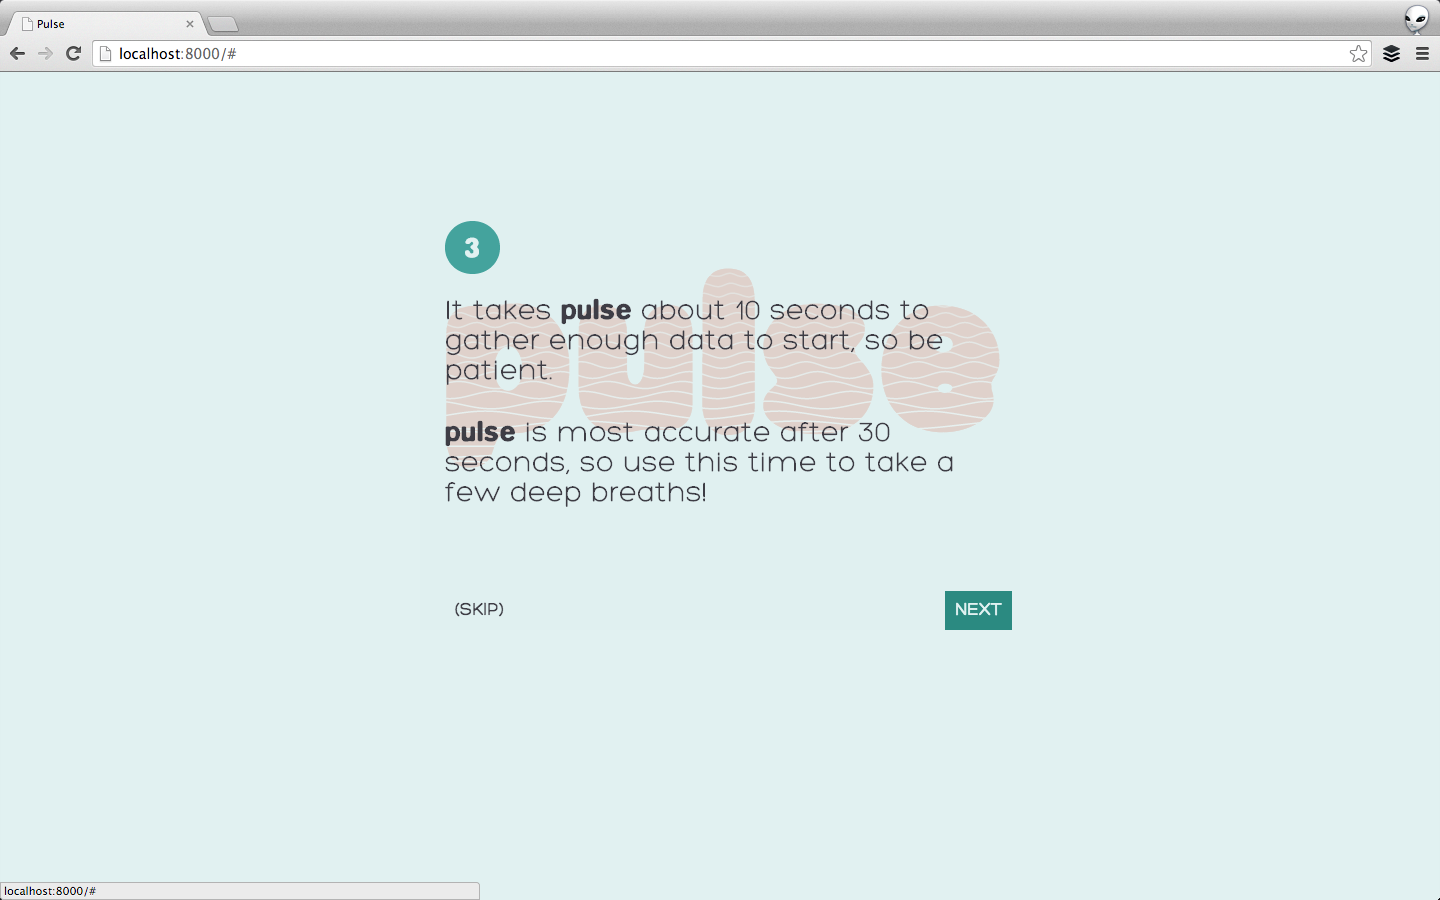 Pulse
localhost:8000/#
3
pulse
It takes pulse about 10 seconds to
gather enough data to start, so be
patient.
pulse is most accurate after 30
seconds, so use this time to take a
few deep breaths!
(SKIP)
NEXT
localhost:8000/#